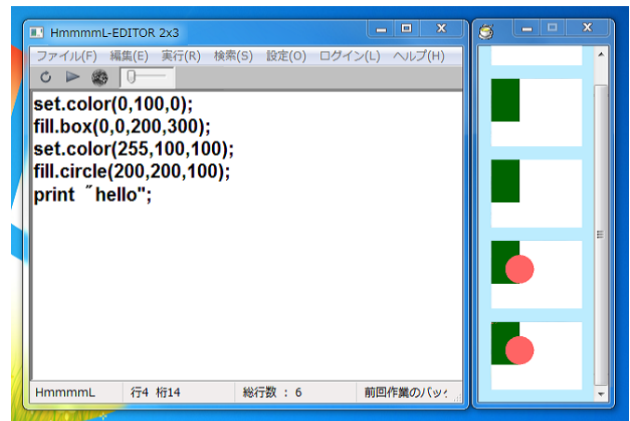 HmmmmL-EDITOR 2x3
ファイル(F) 編集(E) 実行(R) 検索(S) 設定(O) ログイン(L) ヘルプ(H)
set.color(0,100,0);
fill.box(0,0,200,300);
set.color(255,100,100);
fill.circle(200,200,100);
print ˝hello";
HmmmmL 行4 桁14 総行数 : 6 前回作業のバック